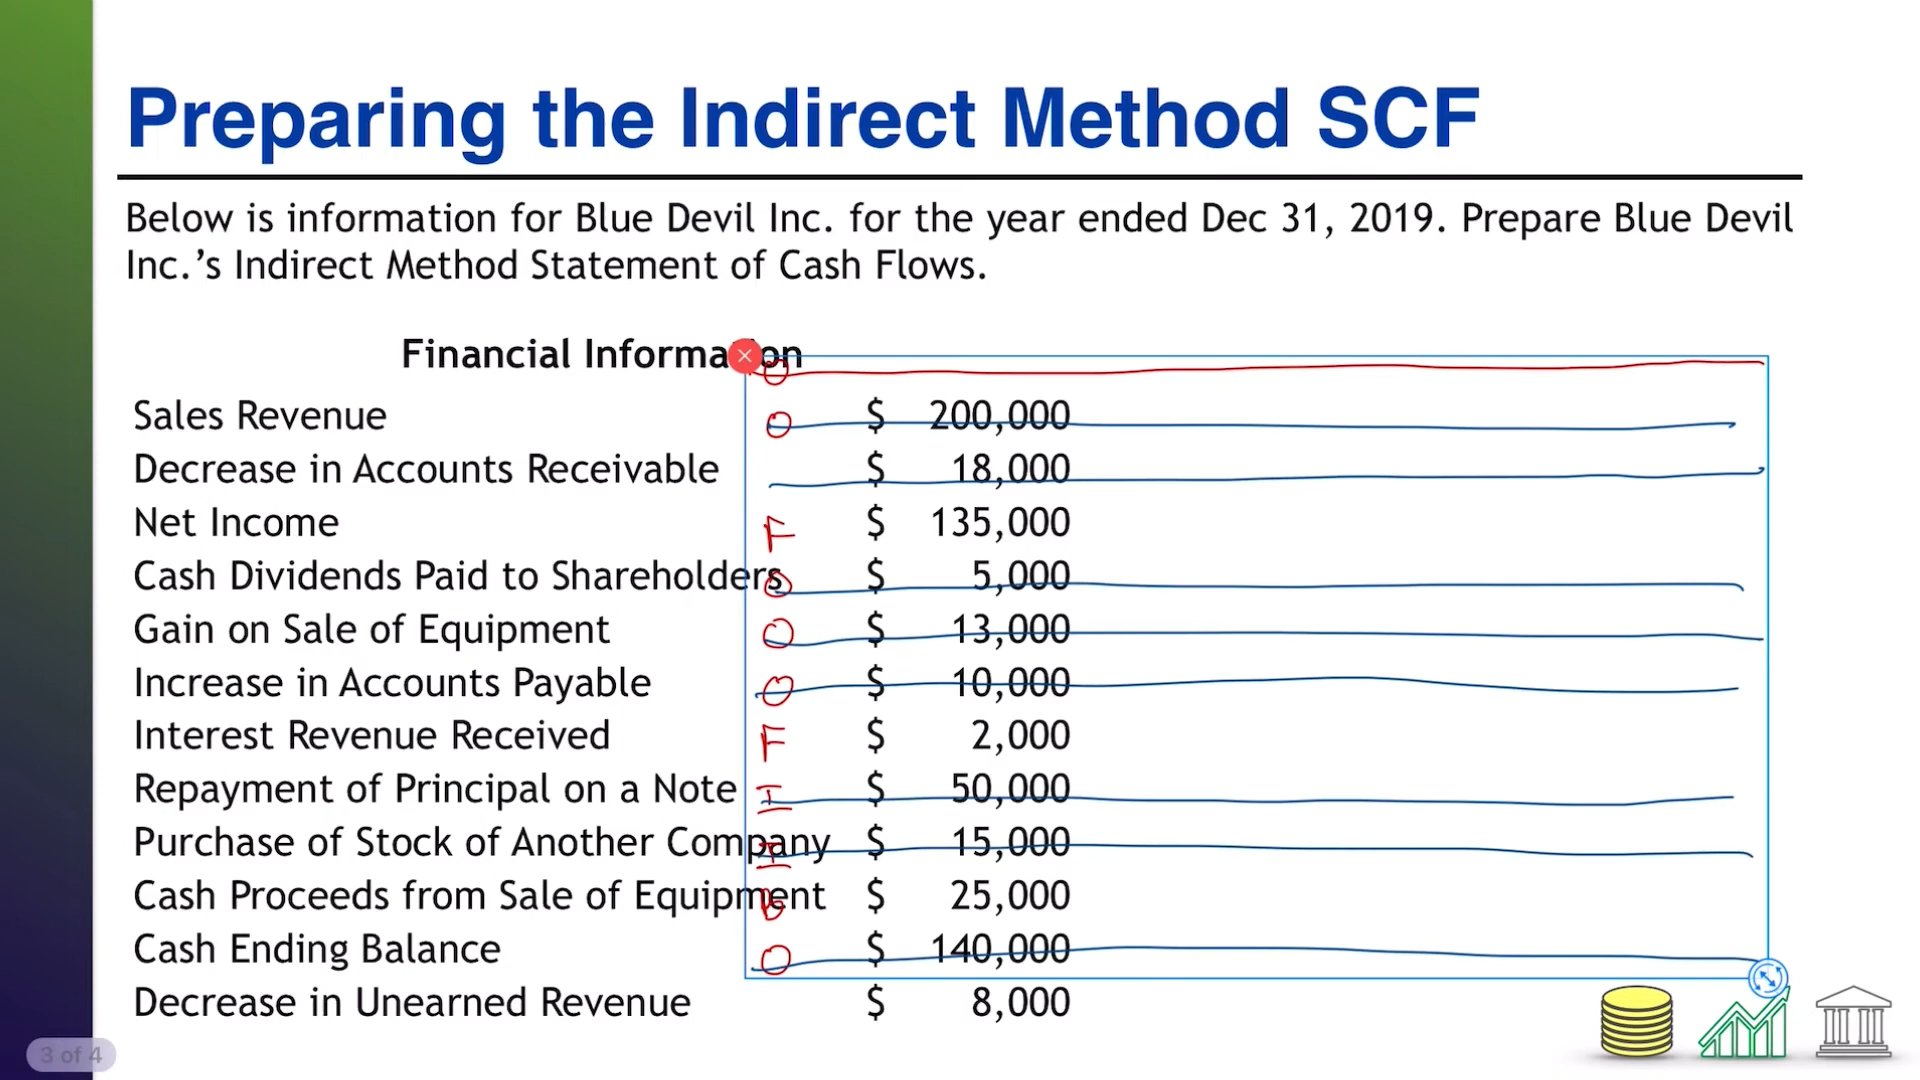 Preparing the Indirect Method SCF
Below is information for Blue Devil Inc. for the year ended Dec 31, 2019. Prepare Blue Devil
Inc.’s Indirect Method Statement of Cash Flows.
Financial Information
O
Sales Revenue O $ 200,000
Decrease in Accounts Receivable $ 18,000
Net Income F $ 135,000
Cash Dividends Paid to Shareholders O $ 5,000
Gain on Sale of Equipment O $ 13,000
Increase in Accounts Payable O $ 10,000
Interest Revenue Received F $ 2,000
Repayment of Principal on a Note I $ 50,000
Purchase of Stock of Another Company I $ 15,000
Cash Proceeds from Sale of Equipment B $ 25,000
Cash Ending Balance O $ 140,000
Decrease in Unearned Revenue $ 8,000
3 of 4